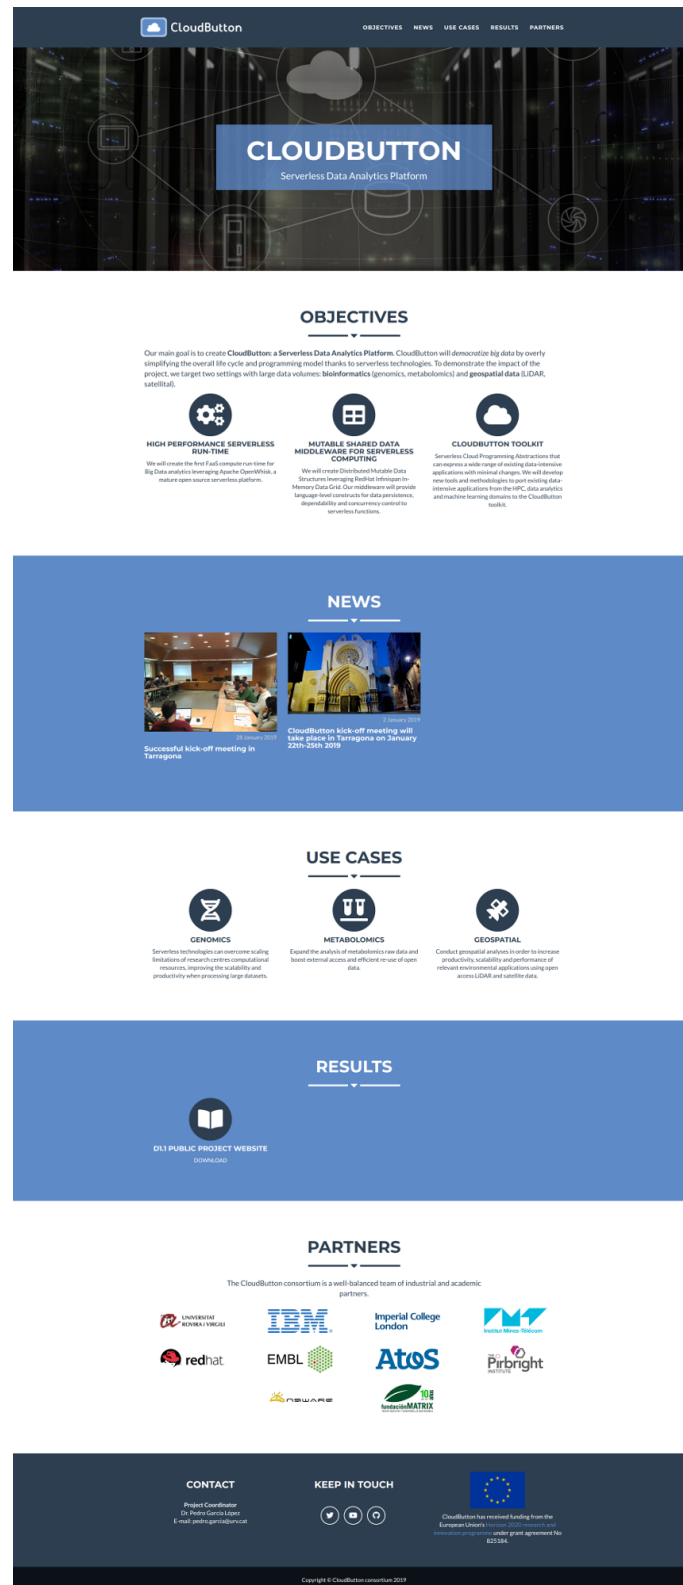 CloudButton
OBJECTIVES NEWS USE CASES RESULTS PARTNERS
CLOUDBUTTON
Serverless Data Analytics Platform
OBJECTIVES
Our main goal is to create CloudButton: a Serverless Data Analytics Platform. CloudButton will democratize big data by overly
simplifying the overall life cycle and programming model thanks to serverless technologies. To demonstrate the impact of the
project, we target two settings with large data volumes: bioinformatics (genomics, metabolomics) and geospatial data (LiDAR,
satellital).
HIGH PERFORMANCE SERVERLESS
RUN-TIME
We will create the first FaaS compute run-time for
Big Data analytics leveraging Apache OpenWhisk, a
mature open source serverless platform.
MUTABLE SHARED DATA
MIDDLEWARE FOR SERVERLESS
COMPUTING
We will create Distributed Mutable Data
Structures leveraging RedHat Infinispan In-
Memory Data Grid. Our middleware will provide
language-level constructs for data persistence,
dependability and concurrency control to
serverless functions.
CLOUDBUTTON TOOLKIT
Serverless Cloud Programming Abstractions that
can express a wide range of existing data-intensive
applications with minimal changes. We will develop
new tools and methodologies to port existing data-
intensive applications from the HPC, data analytics
and machine learning domains to the CloudButton
toolkit.
NEWS
28 January 2019
Successful kick-off meeting in
Tarragona
2 January 2019
CloudButton kick-off meeting will
take place in Tarragona on January
22th-25th 2019
USE CASES
GENOMICS
Serverless technologies can overcome scaling
limitations of research centres computational
resources, improving the scalability and
productivity when processing large datasets.
METABOLOMICS
Expand the analysis of metabolomics raw data and
boost external access and efficient re-use of open
data.
GEOSPATIAL
Conduct geospatial analyses in order to increase
productivity, scalability and performance of
relevant environmental applications using open
access LiDAR and satellite data.
RESULTS
D1.1 PUBLIC PROJECT WEBSITE
DOWNLOAD
PARTNERS
The CloudButton consortium is a well-balanced team of industrial and academic
partners.
UNIVERSITAT
ROVIRA I VIRGILI
IBM
Imperial College
London
Institut Mines-Télécom
redhat
EMBL
Atos
THE
Pirbright
INSTITUTE
nsware
fundaciónMATRIX
CONTACT
Project Coordinator
Dr. Pedro García López
E-mail: pedro.garcia@urv.cat
KEEP IN TOUCH
CloudButton has received funding from the
European Union's Horizon 2020 research and
innovation programme under grant agreement No
825184.
Copyright © CloudButton consortium 2019